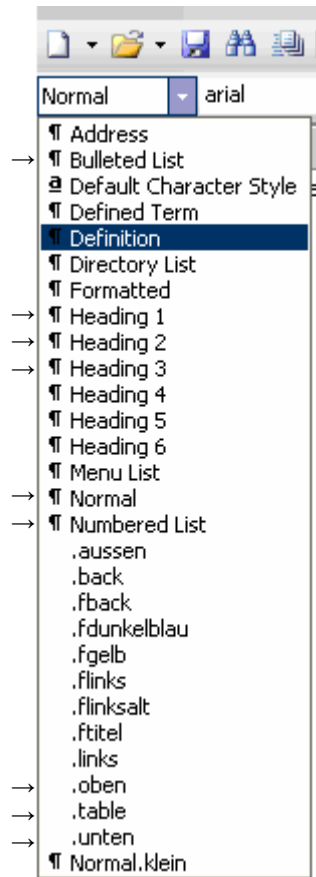 Normal arial
¶ Address
→ ¶ Bulleted List
a Default Character Style
¶ Defined Term
¶ Definition
¶ Directory List
¶ Formatted
→ ¶ Heading 1
→ ¶ Heading 2
→ ¶ Heading 3
¶ Heading 4
¶ Heading 5
¶ Heading 6
¶ Menu List
→ ¶ Normal
→ ¶ Numbered List
.aussen
.back
.fback
.fdunkelblau
.fgelb
.flinks
.flinksalt
.ftitel
.links
→ .oben
→ .table
→ .unten
¶ Normal.klein